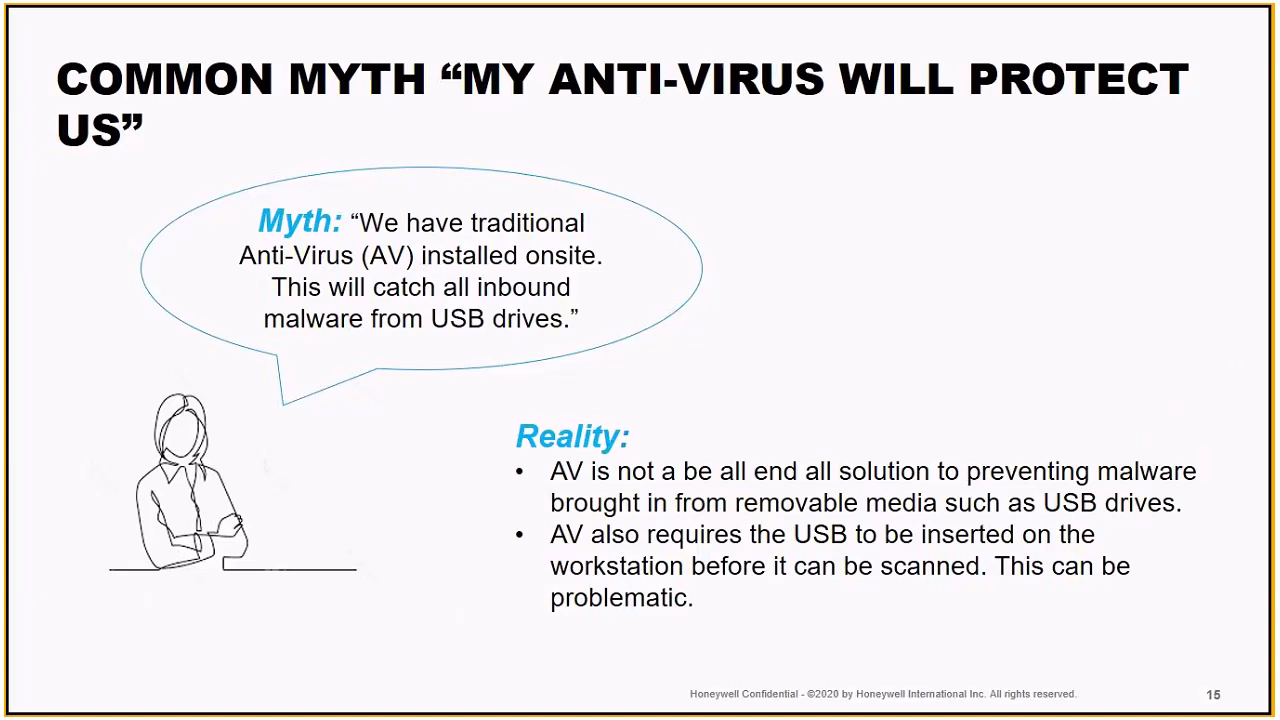 COMMON MYTH “MY ANTI-VIRUS WILL PROTECT
US”
Myth: “We have traditional
Anti-Virus (AV) installed onsite.
This will catch all inbound
malware from USB drives.”
Reality:
• AV is not a be all end all solution to preventing malware
brought in from removable media such as USB drives.
• AV also requires the USB to be inserted on the
workstation before it can be scanned. This can be
problematic.
Honeywell Confidential - ©2020 by Honeywell International Inc. All rights reserved.
15